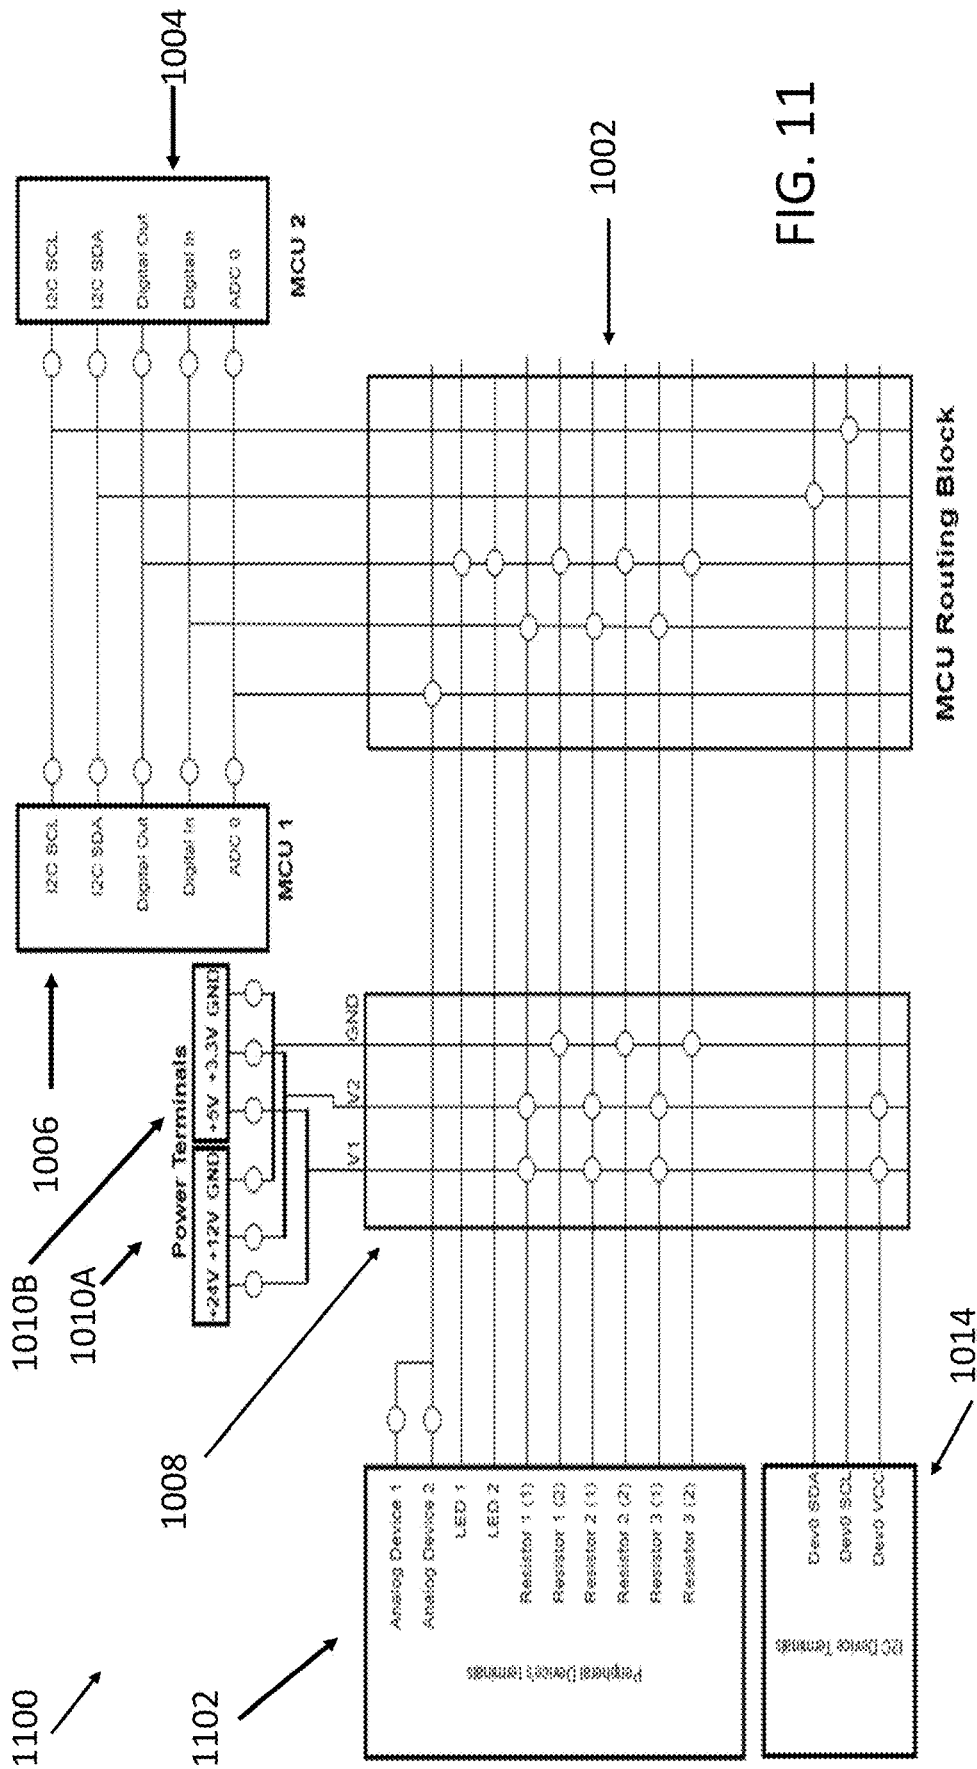 1100
1102
1008
1010B
1010A
1006
1004
1002
1014
Power Terminals
+24V +12V GND +5V +3.3V GND
V1
V2
GND
I2C SCL
I2C SDA
Digital Out
Digital In
ADC 0
MCU 1
I2C SCL
I2C SDA
Digital Out
Digital In
ADC 0
MCU 2
MCU Routing Block
Analog Device 1
Analog Device 2
LED 1
LED 2
Resistor 1 (1)
Resistor 1 (2)
Resistor 2 (1)
Resistor 2 (2)
Resistor 3 (1)
Resistor 3 (2)
Peripheral Device's terminals
Dev0 SDA
Dev0 SCL
Dev0 VCC
I2C Device Terminals
FIG. 11